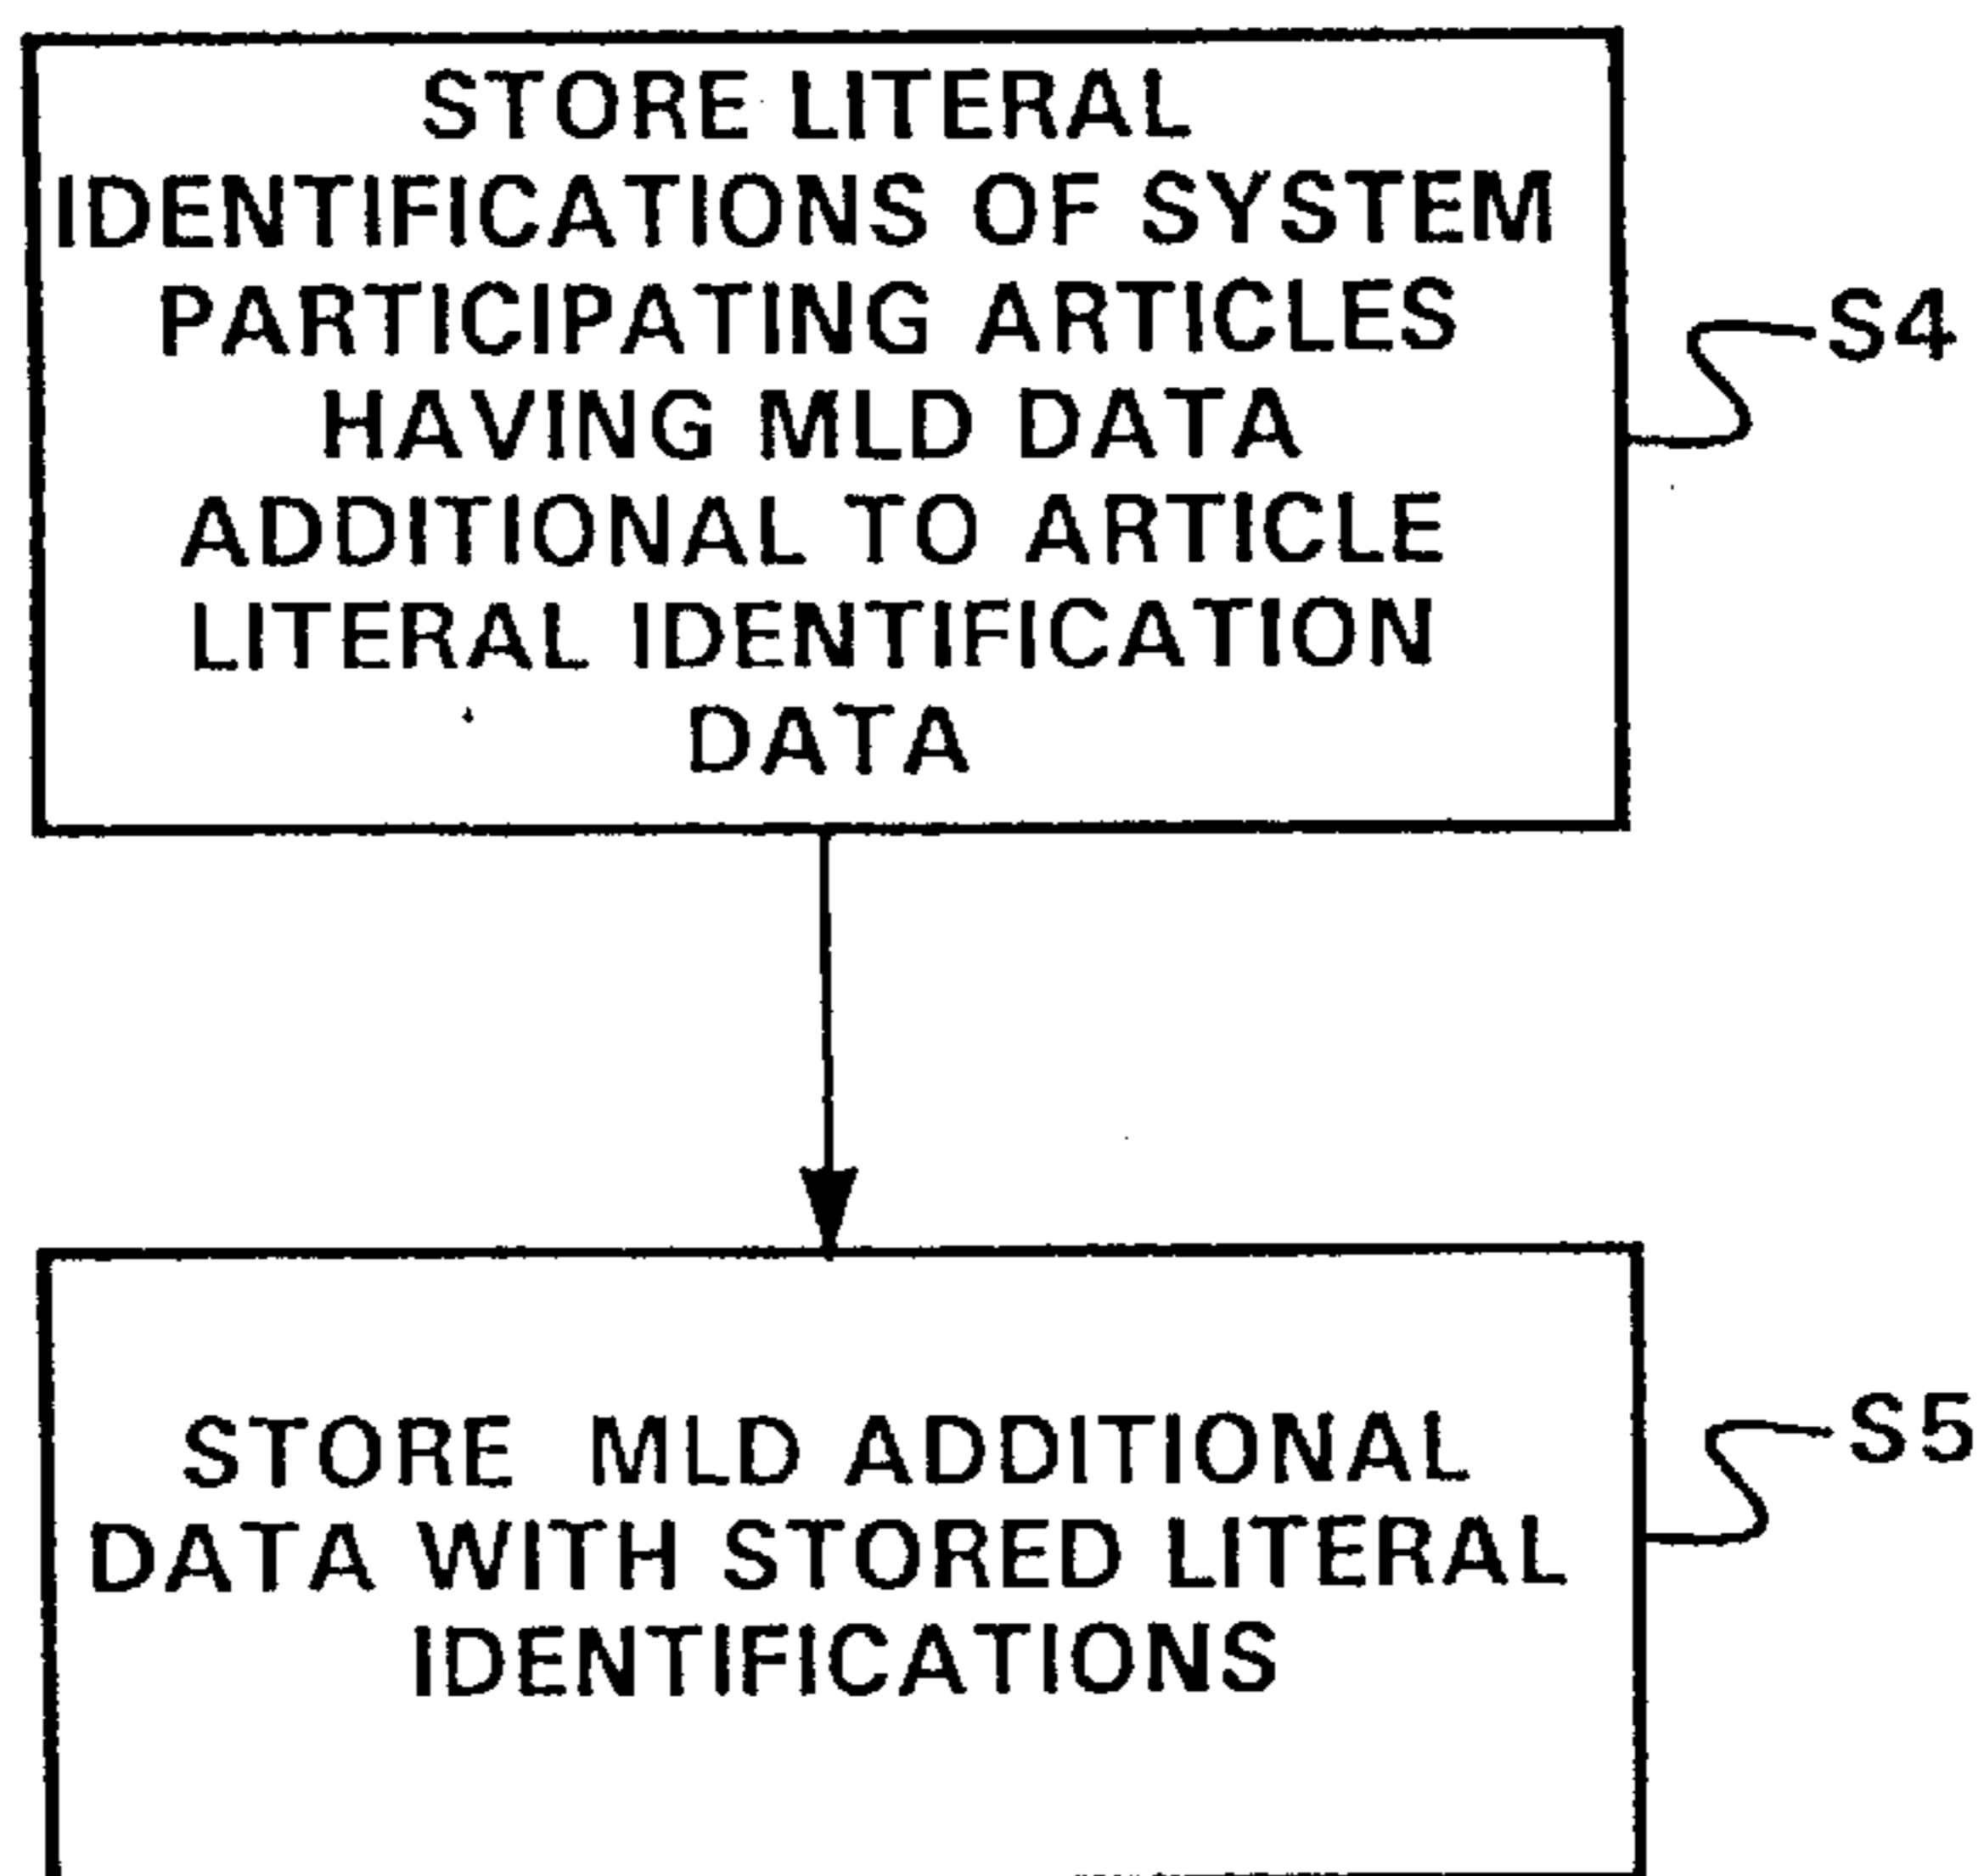 STORE LITERAL
IDENTIFICATIONS OF SYSTEM
PARTICIPATING ARTICLES
HAVING MLD DATA
ADDITIONAL TO ARTICLE
LITERAL IDENTIFICATION
DATA
S4
STORE MLD ADDITIONAL
DATA WITH STORED LITERAL
IDENTIFICATIONS
S5